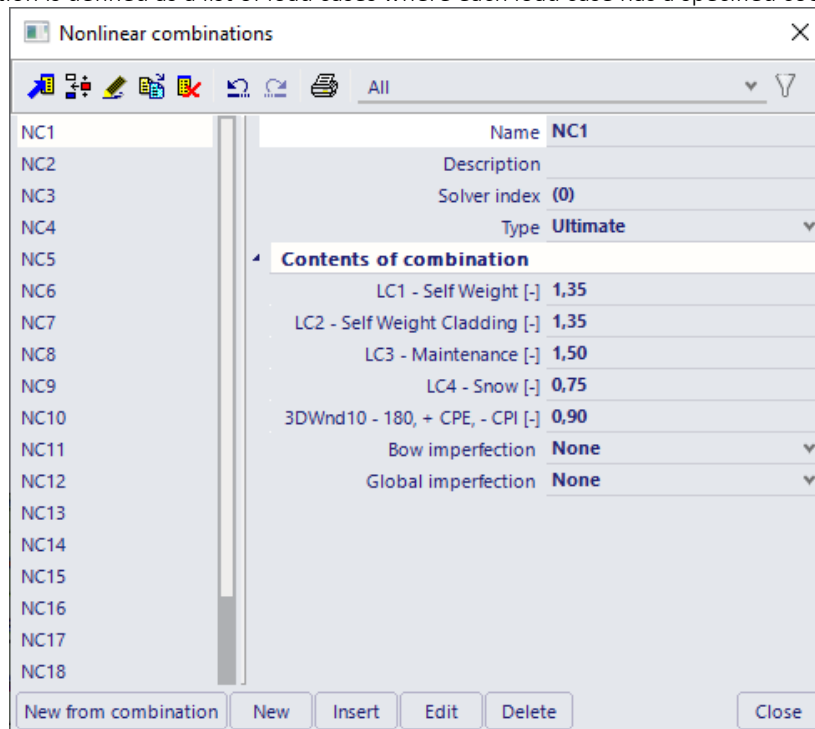 Nonlinear combinations
All
NC1
NC2
NC3
NC4
NC5
NC6
NC7
NC8
NC9
NC10
NC11
NC12
NC13
NC14
NC15
NC16
NC17
NC18
Name NC1
Description
Solver index (0)
Type Ultimate
Contents of combination
LC1 - Self Weight [-] 1,35
LC2 - Self Weight Cladding [-] 1,35
LC3 - Maintenance [-] 1,50
LC4 - Snow [-] 0,75
3DWnd10 - 180, + CPE, - CPI [-] 0,90
Bow imperfection None
Global imperfection None
New from combination New Insert Edit Delete Close